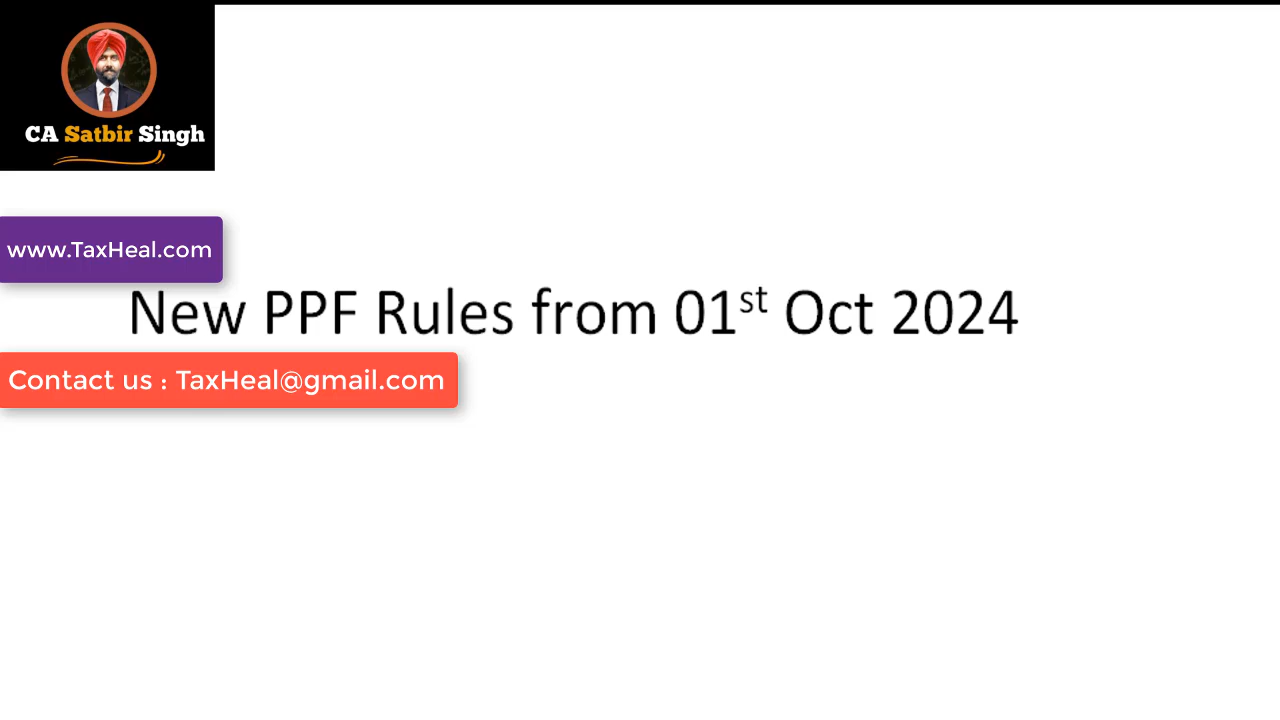 CA Satbir Singh
www.TaxHeal.com
New PPF Rules from 01st Oct 2024
Contact us : TaxHeal@gmail.com